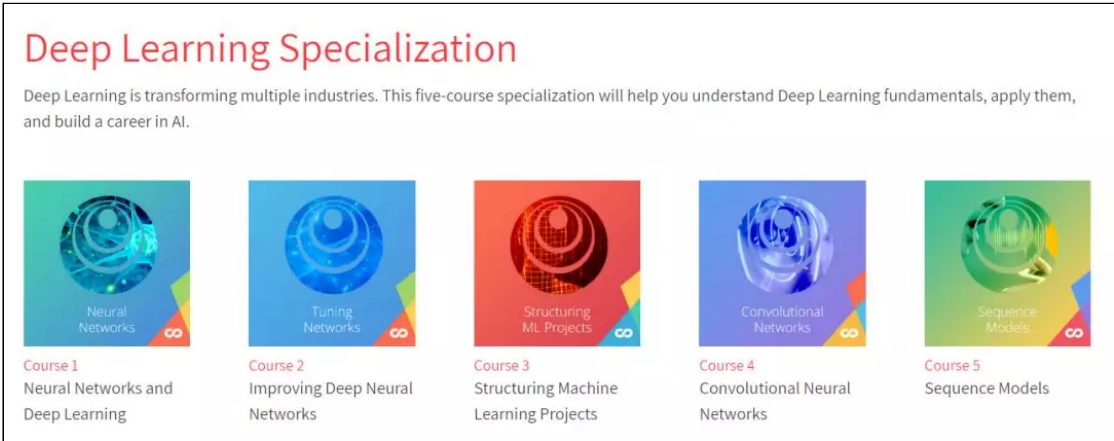 Deep Learning Specialization
Deep Learning is transforming multiple industries. This five-course specialization will help you understand Deep Learning fundamentals, apply them,
and build a career in AI.
Neural
Networks
Course 1
Neural Networks and
Deep Learning
Tuning
Networks
Course 2
Improving Deep Neural
Networks
Structuring
ML Projects
Course 3
Structuring Machine
Learning Projects
Convolutional
Networks
Course 4
Convolutional Neural
Networks
Sequence
Models
Course 5
Sequence Models